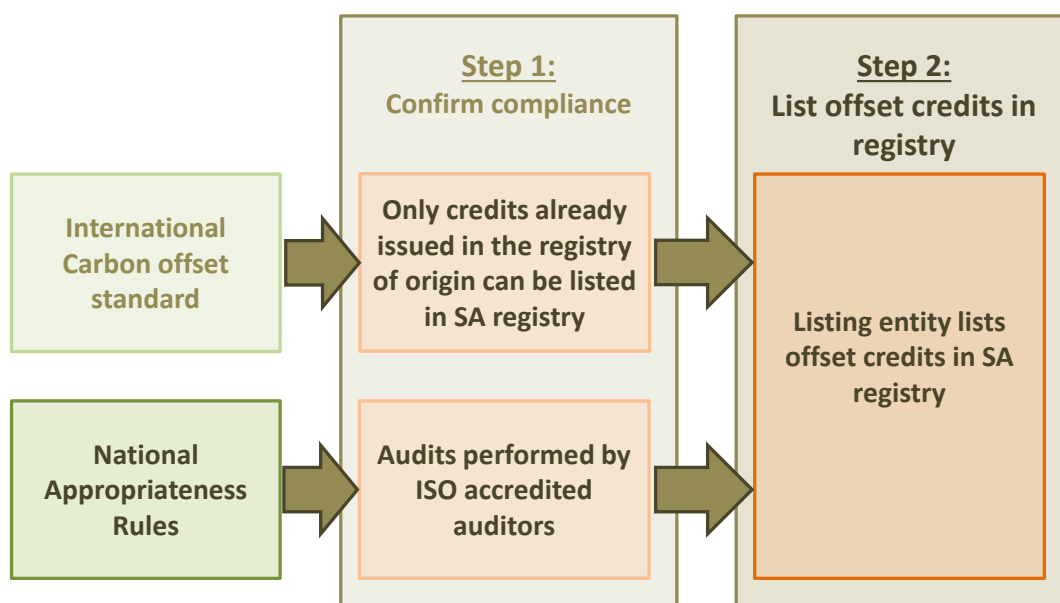 Step 1:
Confirm compliance
Step 2:
List offset credits in
registry
International
Carbon offset
standard
Only credits already
issued in the registry
of origin can be listed
in SA registry
Listing entity lists
offset credits in SA
registry
National
Appropriateness
Rules
Audits performed by
ISO accredited
auditors